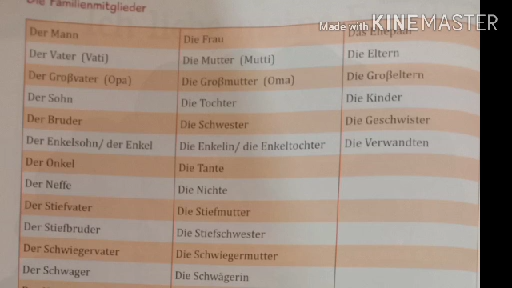 Die Familienmitglieder
Made with KINEMASTER
Der Mann Die Frau Das
Der Vater (Vati) Die Mutter (Mutti) Die Eltern
Der Großvater (Opa) Die Großmutter (Oma) Die Großeltern
Der Sohn Die Tochter Die Kinder
Der Bruder Die Schwester Die Geschwister
Der Enkelsohn/ der Enkel Die Enkelin/ die Enkeltochter Die Verwandten
Der Onkel Die Tante
Der Neffe Die Nichte
Der Stiefvater Die Stiefmutter
Der Stiefbruder Die Stiefschwester
Der Schwiegervater Die Schwiegermutter
Der Schwager Die Schwägerin